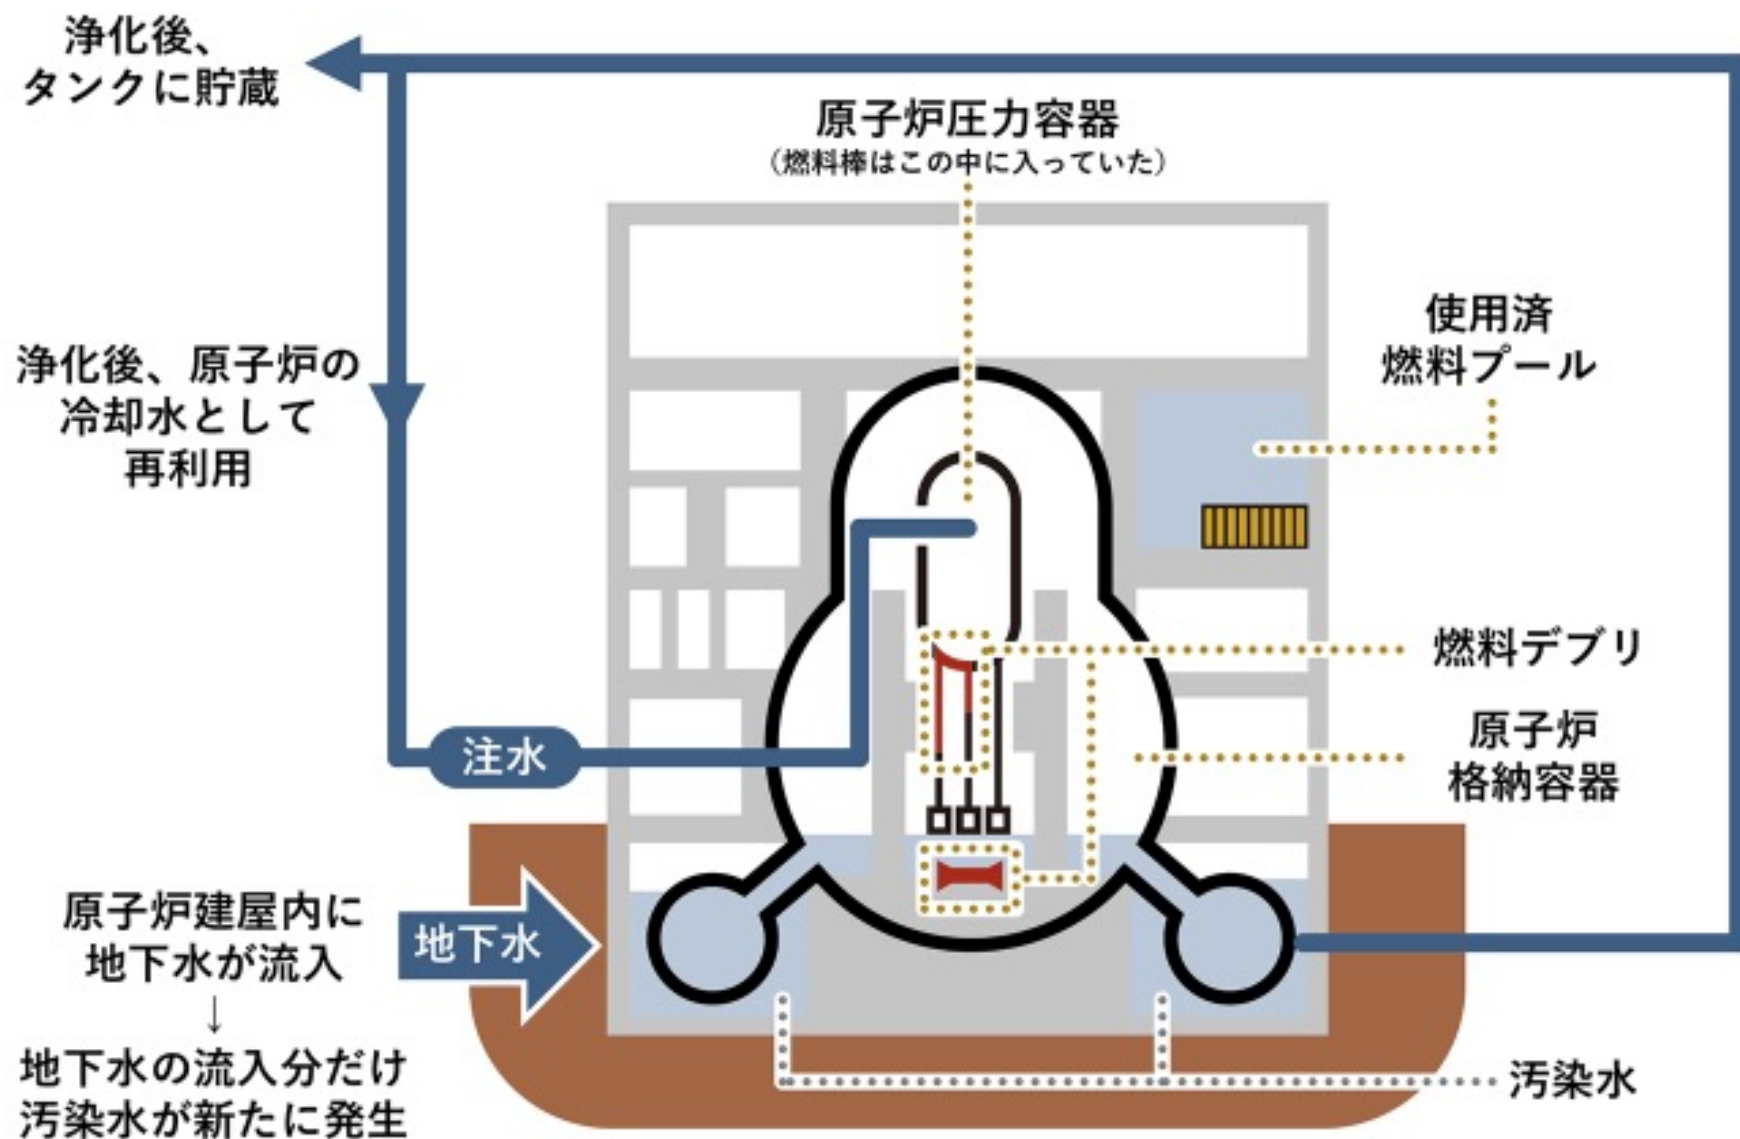 浄化後、
タンクに貯蔵
原子炉圧力容器
（燃料棒はこの中に入っていた）
使用済
燃料プール
浄化後、原子炉の
冷却水として
再利用
燃料デブリ
原子炉
格納容器
注水
原子炉建屋内に
地下水が流入
↓
地下水の流入分だけ
汚染水が新たに発生
地下水
汚染水